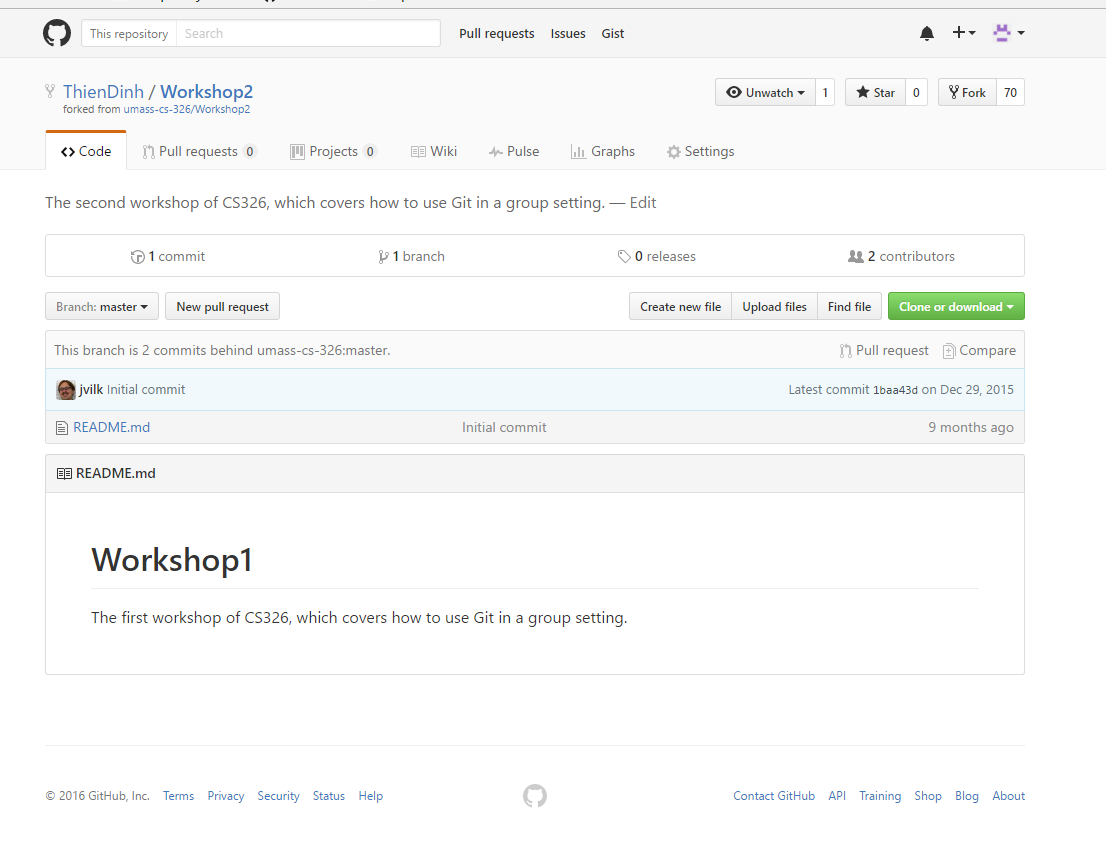 This repository Search Pull requests Issues Gist
ThienDinh / Workshop2 Unwatch 1 Star 0 Fork 70
forked from umass-cs-326/Workshop2
Code Pull requests 0 Projects 0 Wiki Pulse Graphs Settings
The second workshop of CS326, which covers how to use Git in a group setting. — Edit
1 commit 1 branch 0 releases 2 contributors
Branch: master New pull request Create new file Upload files Find file Clone or download
This branch is 2 commits behind umass-cs-326:master. Pull request Compare
jvilk Initial commit Latest commit 1baa43d on Dec 29, 2015
README.md Initial commit 9 months ago
README.md
Workshop1
The first workshop of CS326, which covers how to use Git in a group setting.
© 2016 GitHub, Inc. Terms Privacy Security Status Help Contact GitHub API Training Shop Blog About